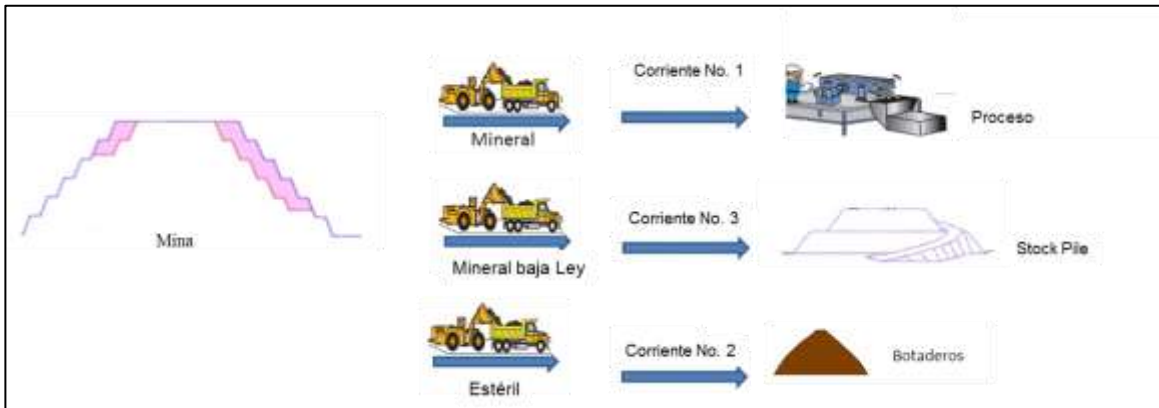 Mina
Mineral
Corriente No. 1
Proceso
Mineral baja Ley
Corriente No. 3
Stock Pile
Estéril
Corriente No. 2
Botaderos